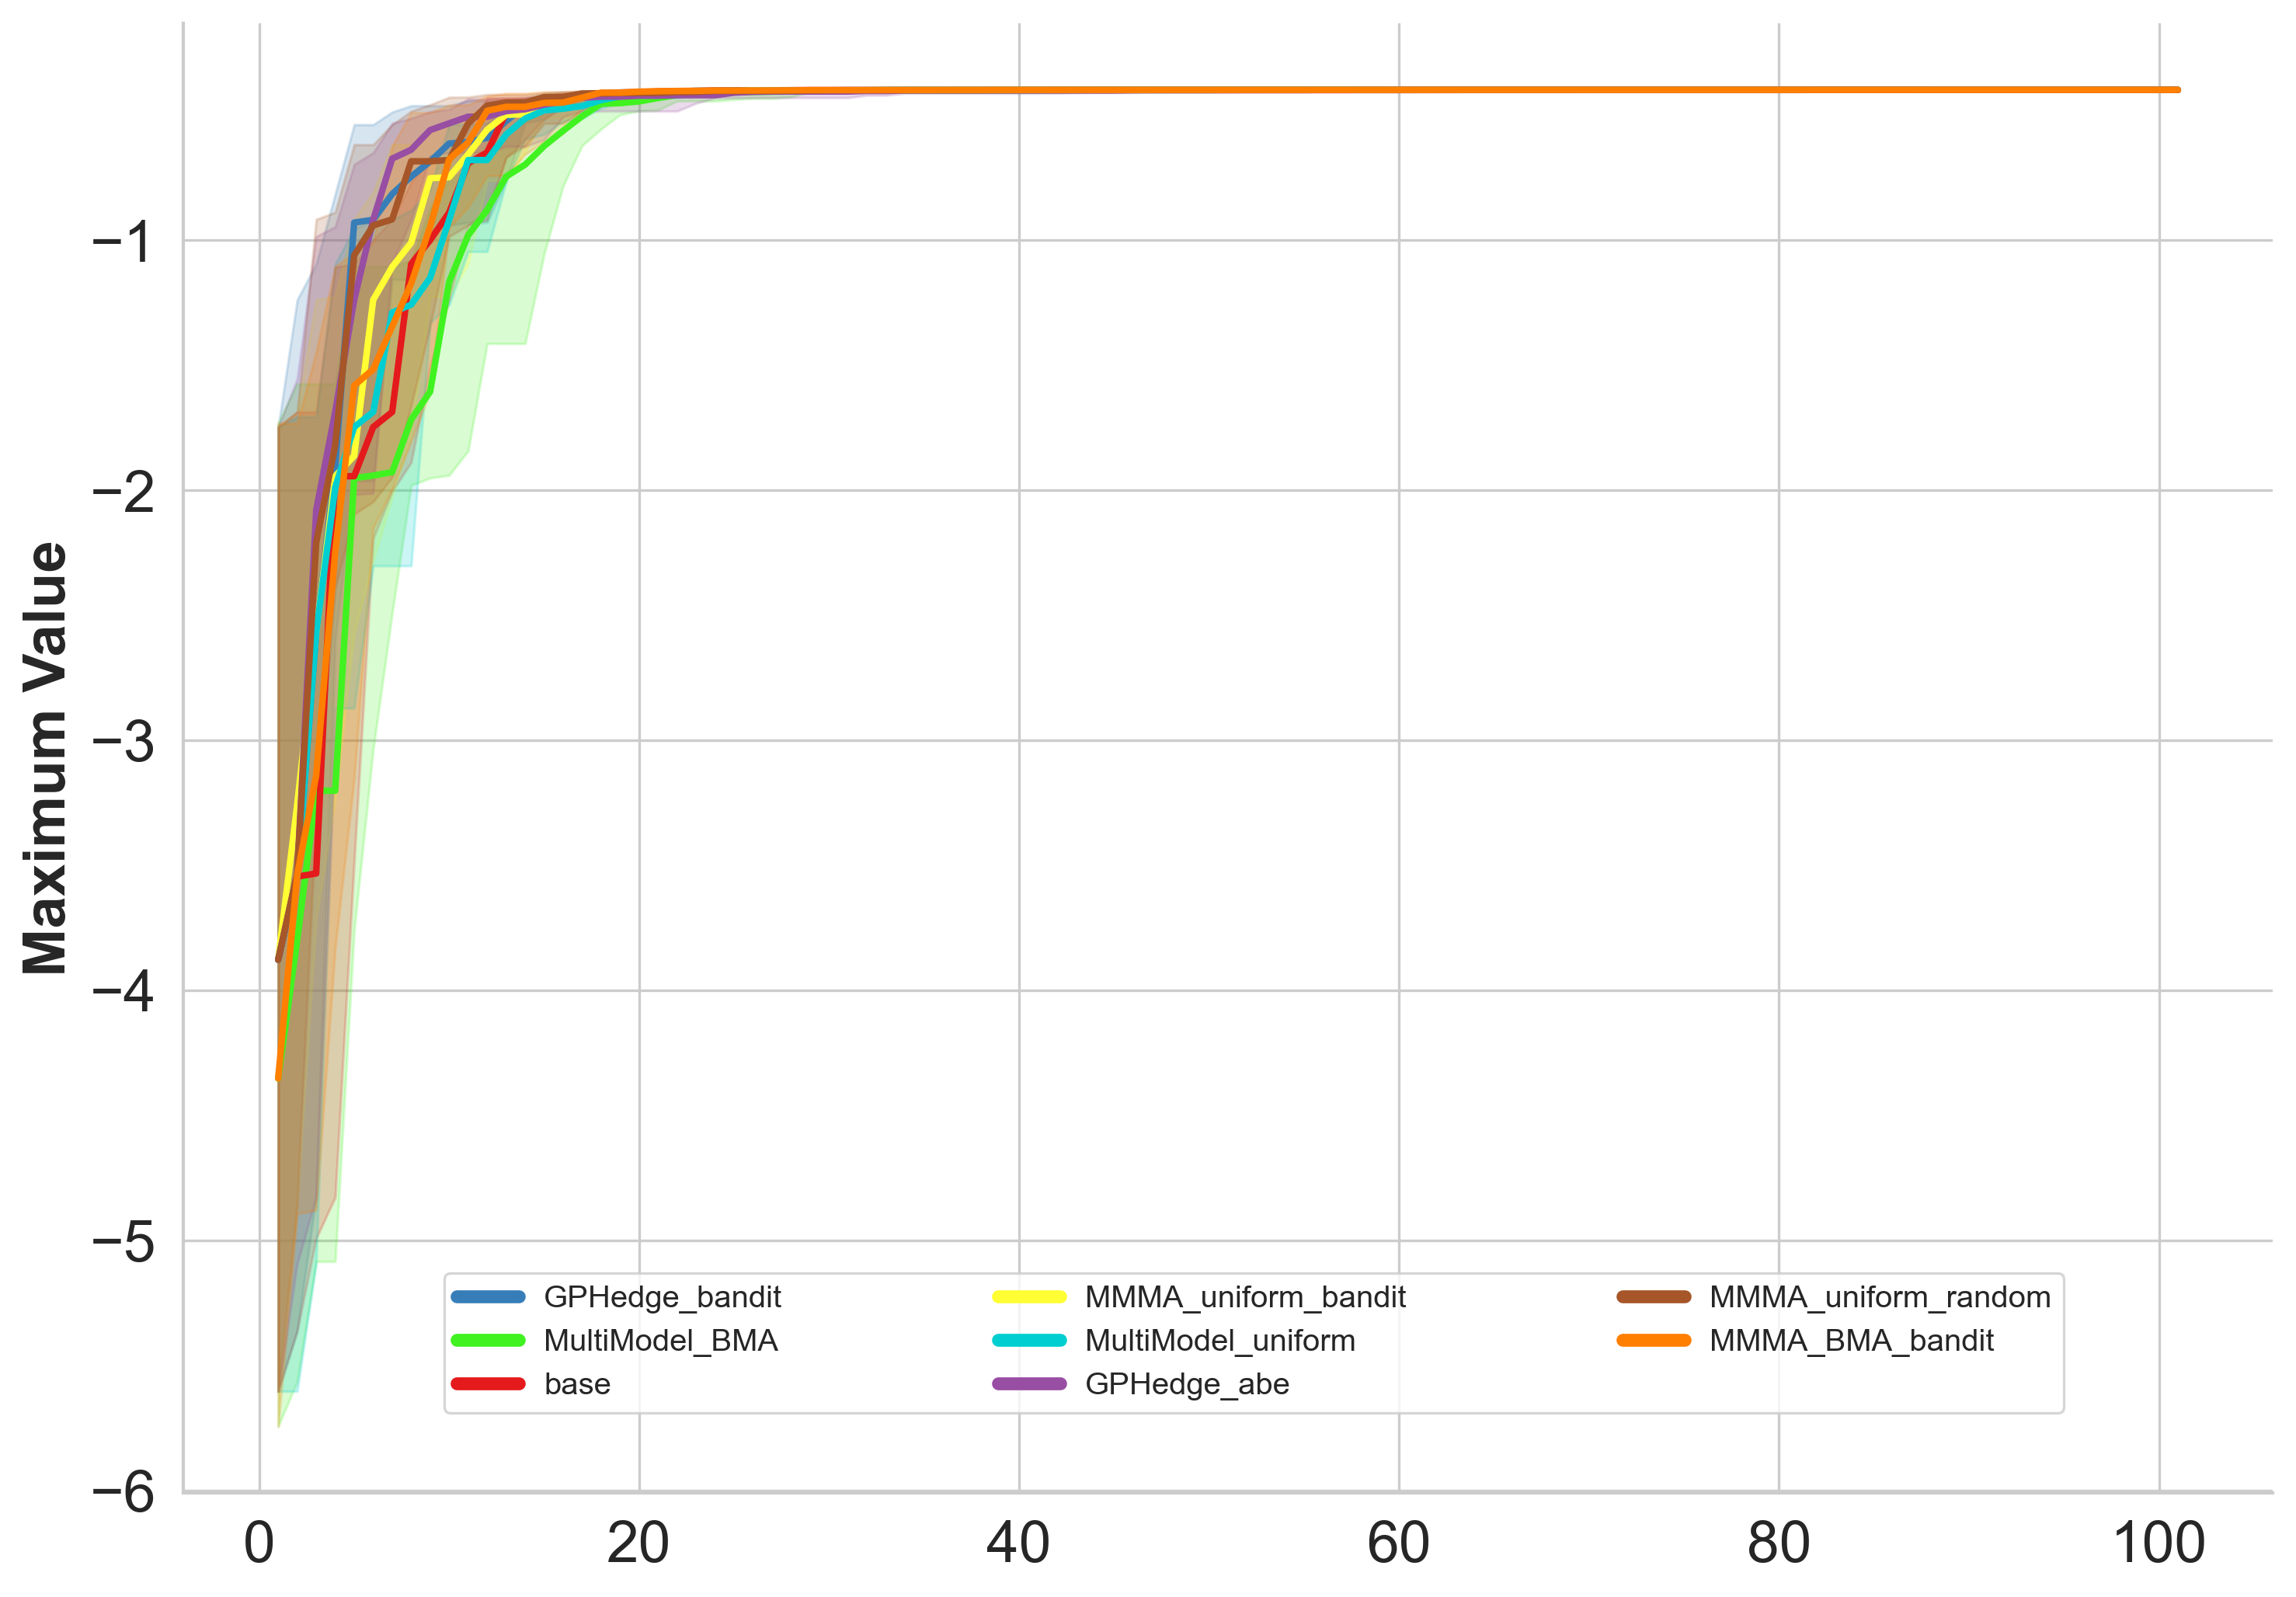 Maximum Value
−1
−2
−3
−4
−5
−6
GPHedge_bandit
MultiModel_BMA
base
MMMA_uniform_bandit
MultiModel_uniform
GPHedge_abe
MMMA_uniform_random
MMMA_BMA_bandit
0 20 40 60 80 100